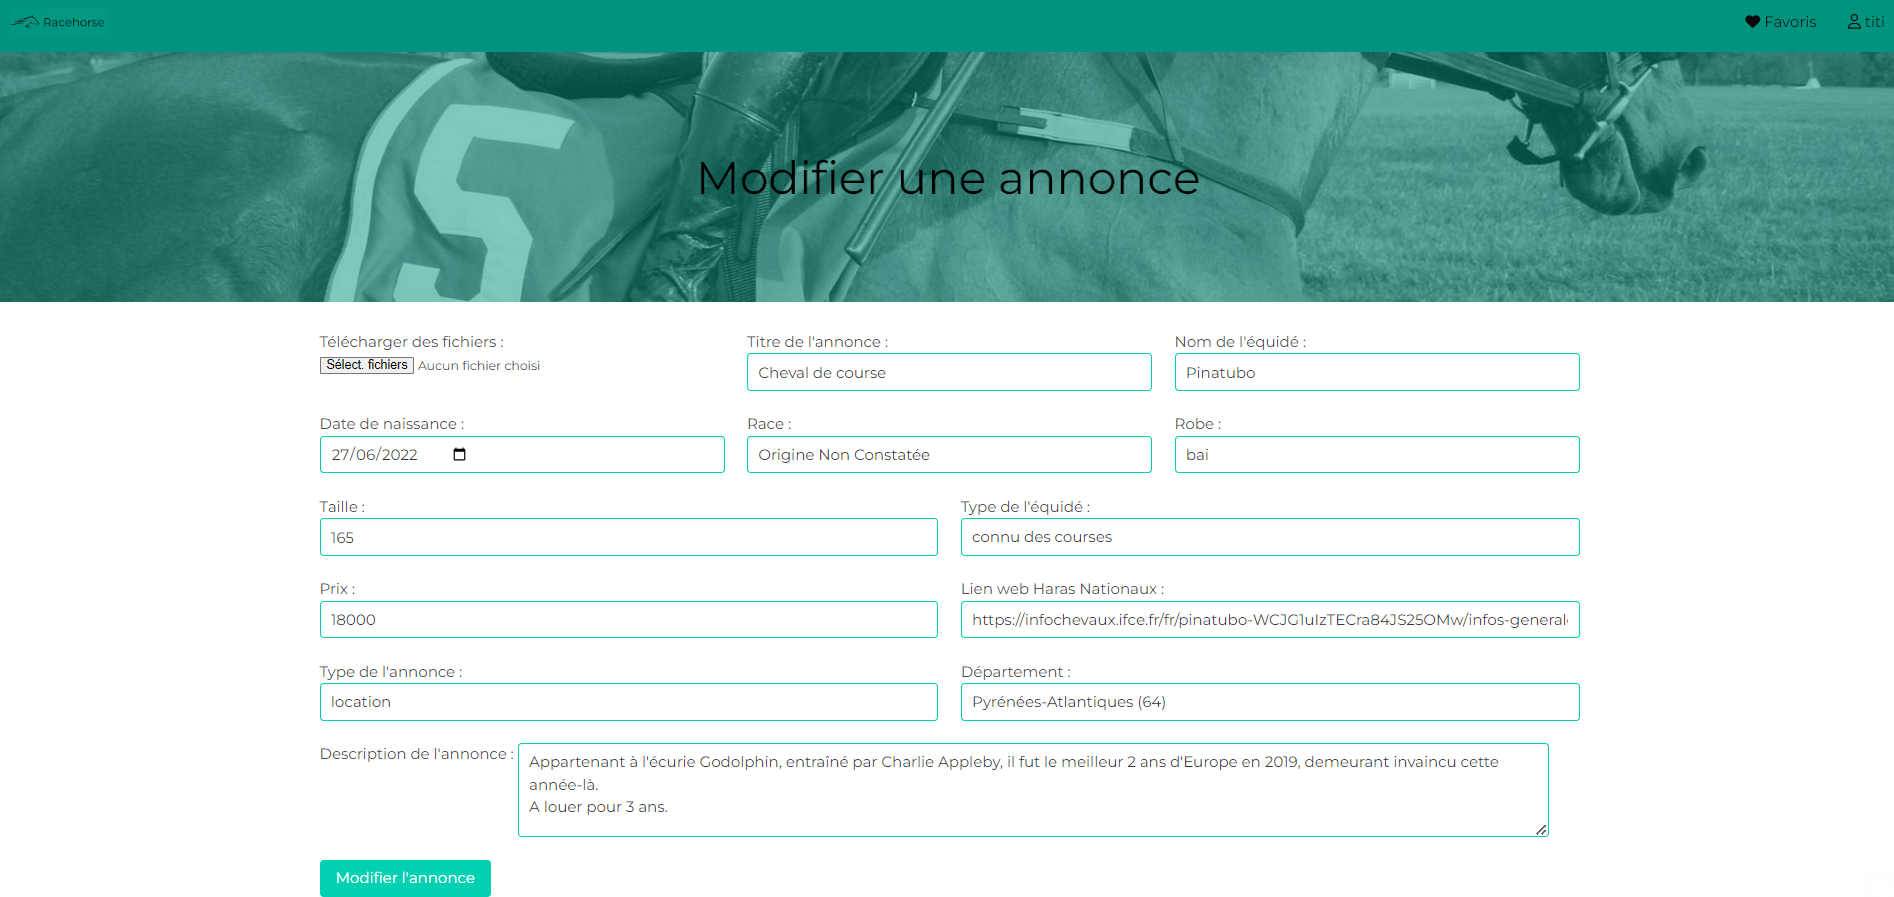 Racehorse
Favoris
titi
Modifier une annonce
Télécharger des fichiers :
Sélect. fichiers Aucun fichier choisi
Titre de l'annonce :
Cheval de course
Nom de l'équidé :
Pinatubo
Date de naissance :
27/06/2022
Race :
Origine Non Constatée
Robe :
bai
Taille :
165
Type de l'équidé :
connu des courses
Prix :
18000
Lien web Haras Nationaux :
https://infochevaux.ifce.fr/fr/pinatubo-WCJG1uIzTECra84JS25OMw/infos-general
Type de l'annonce :
location
Département :
Pyrénées-Atlantiques (64)
Description de l'annonce :
Appartenant à l'écurie Godolphin, entraîné par Charlie Appleby, il fut le meilleur 2 ans d'Europe en 2019, demeurant invaincu cette
année-là.
A louer pour 3 ans.
Modifier l'annonce
5